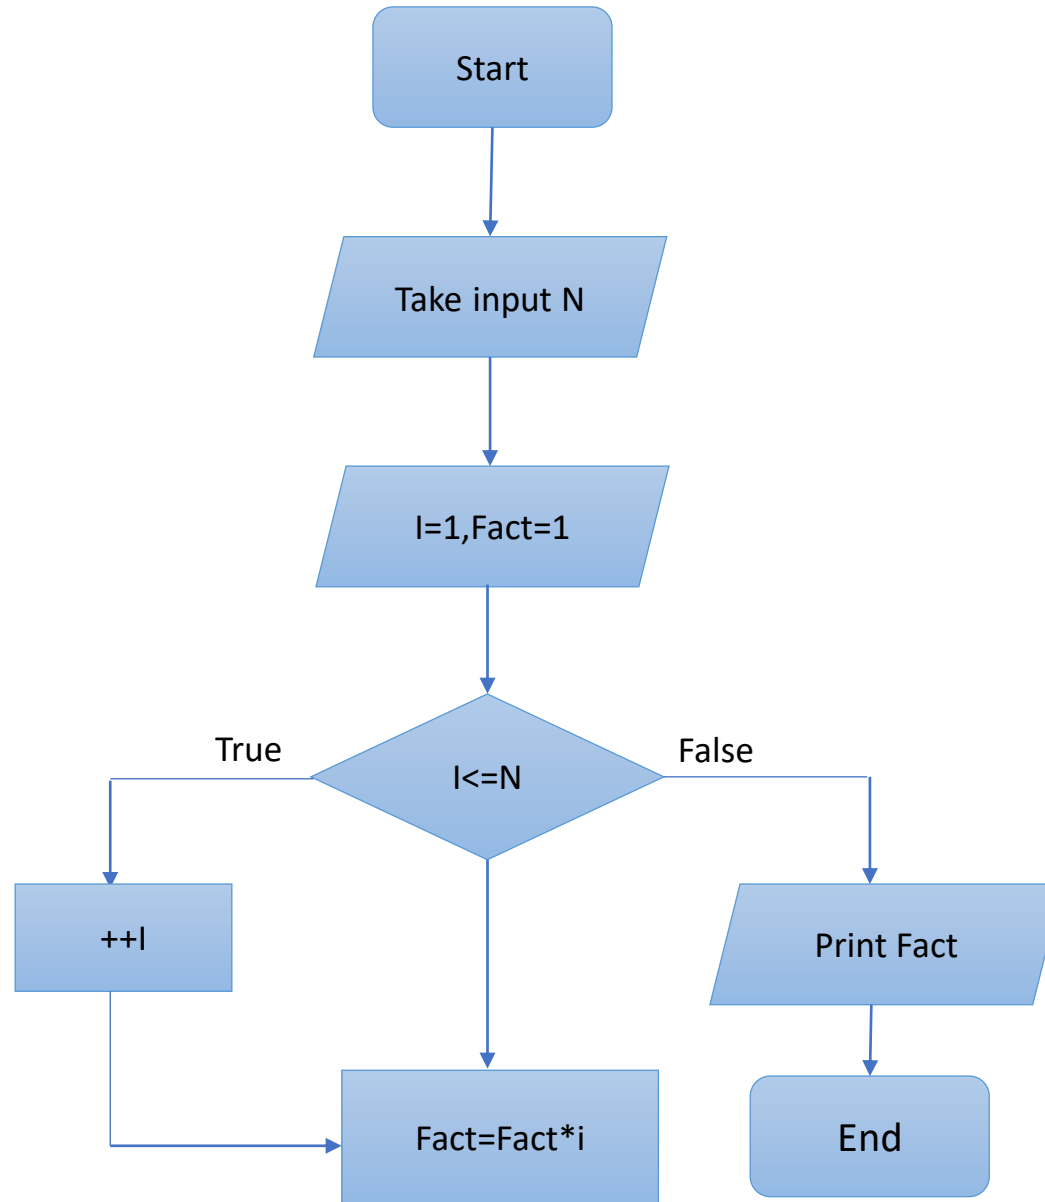 Start
Take input N
I=1,Fact=1
I<=N
True
False
++I
Print Fact
Fact=Fact*i
End